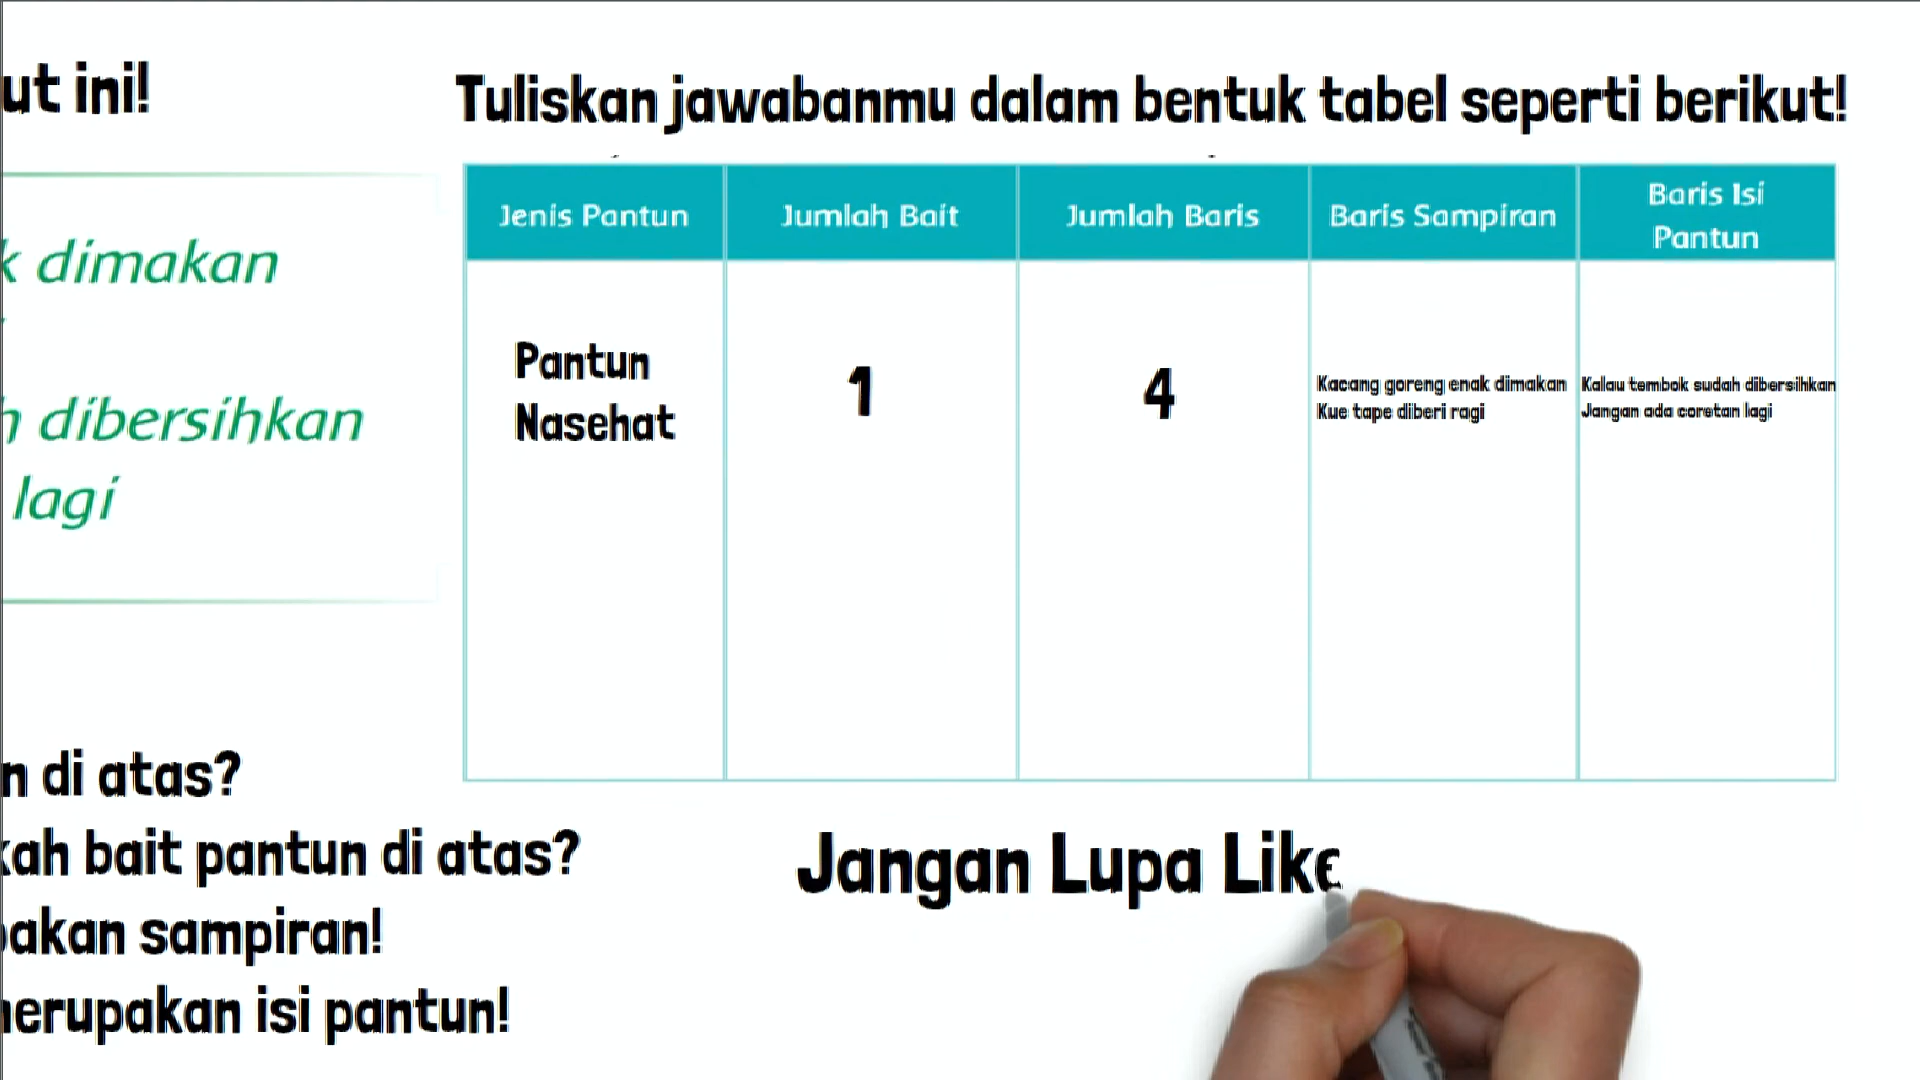 ut ini!
k dimakan
h dibersihkan
lagi
n di atas?
kah bait pantun di atas?
pakan sampiran!
merupakan isi pantun!
Tuliskan jawabanmu dalam bentuk tabel seperti berikut!
Jenis Pantun
Jumlah Bait
Jumlah Baris
Baris Sampiran
Baris Isi
Pantun
Pantun
Nasehat
1
4
Kacang goreng enak dimakan
Kue tape diberi ragi
Kalau tembok sudah dibersihkan
Jangan ada coretan lagi
Jangan Lupa Like